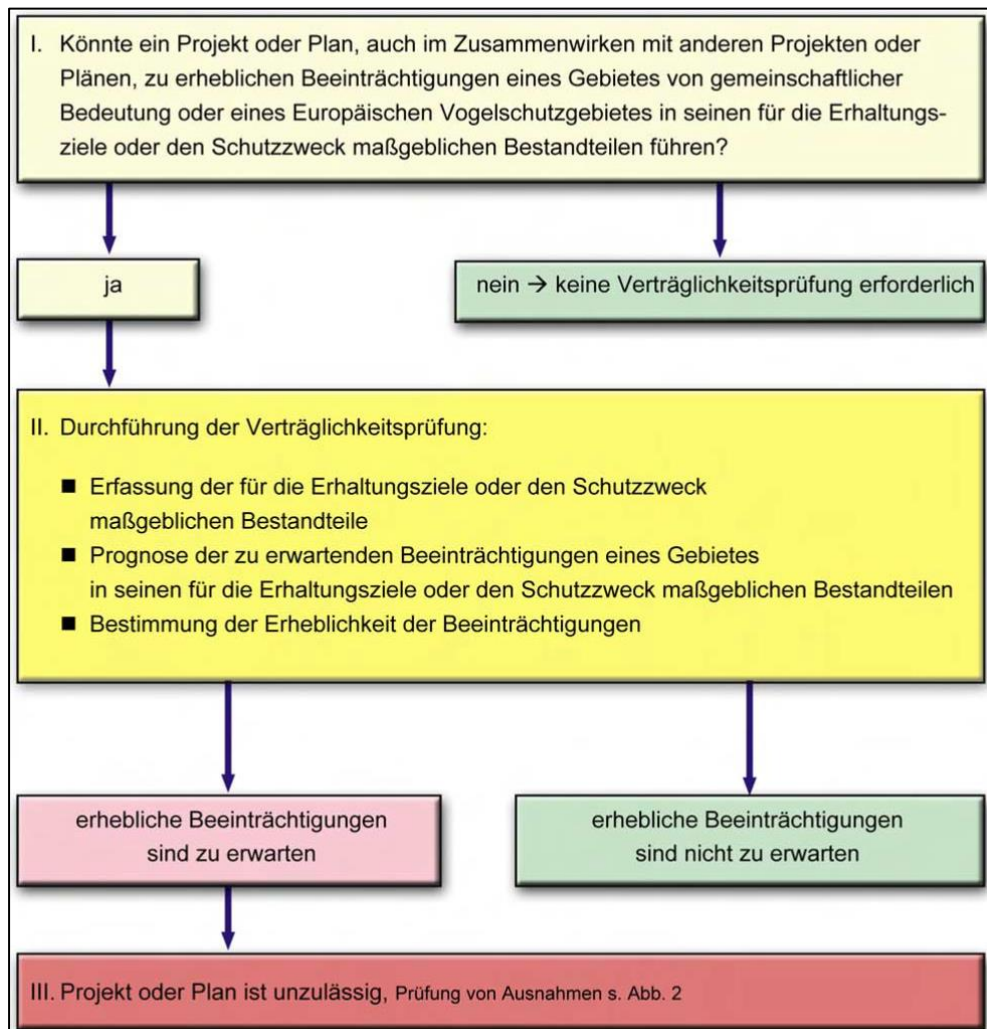 I. Könnte ein Projekt oder Plan, auch im Zusammenwirken mit anderen Projekten oder
Plänen, zu erheblichen Beeinträchtigungen eines Gebietes von gemeinschaftlicher
Bedeutung oder eines Europäischen Vogelschutzgebietes in seinen für die Erhaltungs-
ziele oder den Schutzzweck maßgeblichen Bestandteilen führen?
ja
nein → keine Verträglichkeitsprüfung erforderlich
II. Durchführung der Verträglichkeitsprüfung:
■ Erfassung der für die Erhaltungsziele oder den Schutzzweck
maßgeblichen Bestandteile
■ Prognose der zu erwartenden Beeinträchtigungen eines Gebietes
in seinen für die Erhaltungsziele oder den Schutzzweck maßgeblichen Bestandteilen
■ Bestimmung der Erheblichkeit der Beeinträchtigungen
erhebliche Beeinträchtigungen
sind zu erwarten
erhebliche Beeinträchtigungen
sind nicht zu erwarten
III. Projekt oder Plan ist unzulässig, Prüfung von Ausnahmen s. Abb. 2